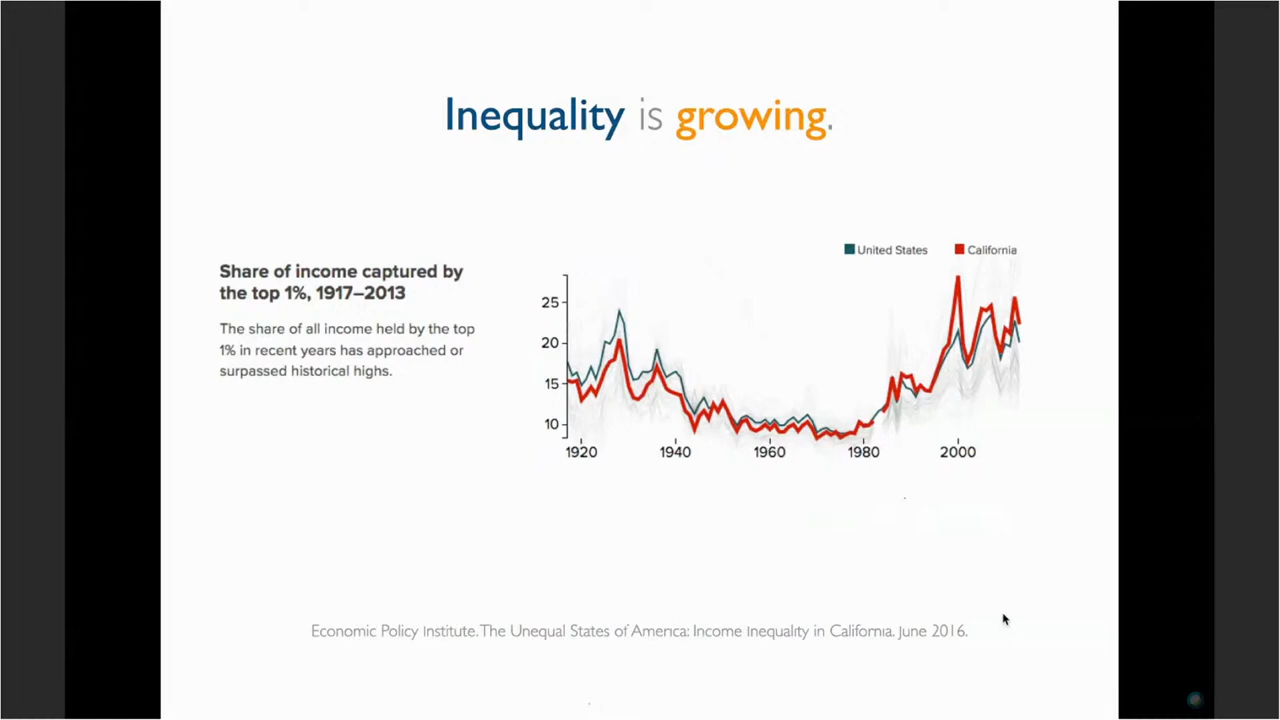 Inequality is growing.
United States
California
Share of income captured by
the top 1%, 1917–2013
The share of all income held by the top
1% in recent years has approached or
surpassed historical highs.
25
20
15
10
1920 1940 1960 1980 2000
Economic Policy Institute. The Unequal States of America: Income Inequality in California. June 2016.